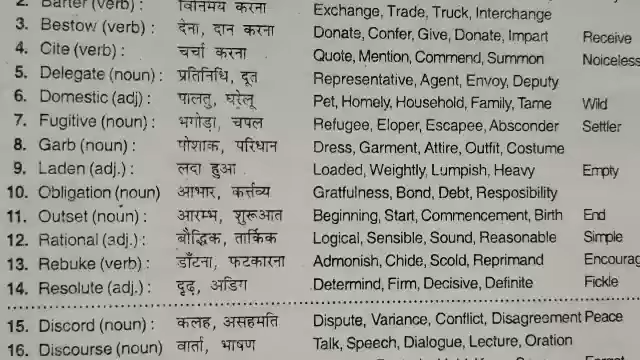 2. Barter (verb) : विनिमय करना Exchange, Trade, Truck, Interchange
3. Bestow (verb) : देना, दान करना Donate, Confer, Give, Donate, Impart Receive
4. Cite (verb) : चर्चा करना Quote, Mention, Commend, Summon Noiseless
5. Delegate (noun) : प्रतिनिधि, दूत Representative, Agent, Envoy, Deputy
6. Domestic (adj) : पालतु, घरेलू Pet, Homely, Household, Family, Tame Wild
7. Fugitive (noun) : भगोड़ा, चपल Refugee, Eloper, Escapee, Absconder Settler
8. Garb (noun) : पोशाक, परिधान Dress, Garment, Attire, Outfit, Costume
9. Laden (adj.) : लदा हुआ Loaded, Weightly, Lumpish, Heavy Empty
10. Obligation (noun) आभार, कर्त्तव्य Gratfulness, Bond, Debt, Resposibility
11. Outset (noun) : आरम्भ, शुरूआत Beginning, Start, Commencement, Birth End
12. Rational (adj.) : बौद्धिक, तार्किक Logical, Sensible, Sound, Reasonable Simple
13. Rebuke (verb) : डाँटना, फटकारना Admonish, Chide, Scold, Reprimand Encourag
14. Resolute (adj.) : दृढ़, अडिग Determind, Firm, Decisive, Definite Fickle
15. Discord (noun) : कलह, असहमति Dispute, Variance, Conflict, Disagreement Peace
16. Discourse (noun) वार्ता, भाषण Talk, Speech, Dialogue, Lecture, Oration